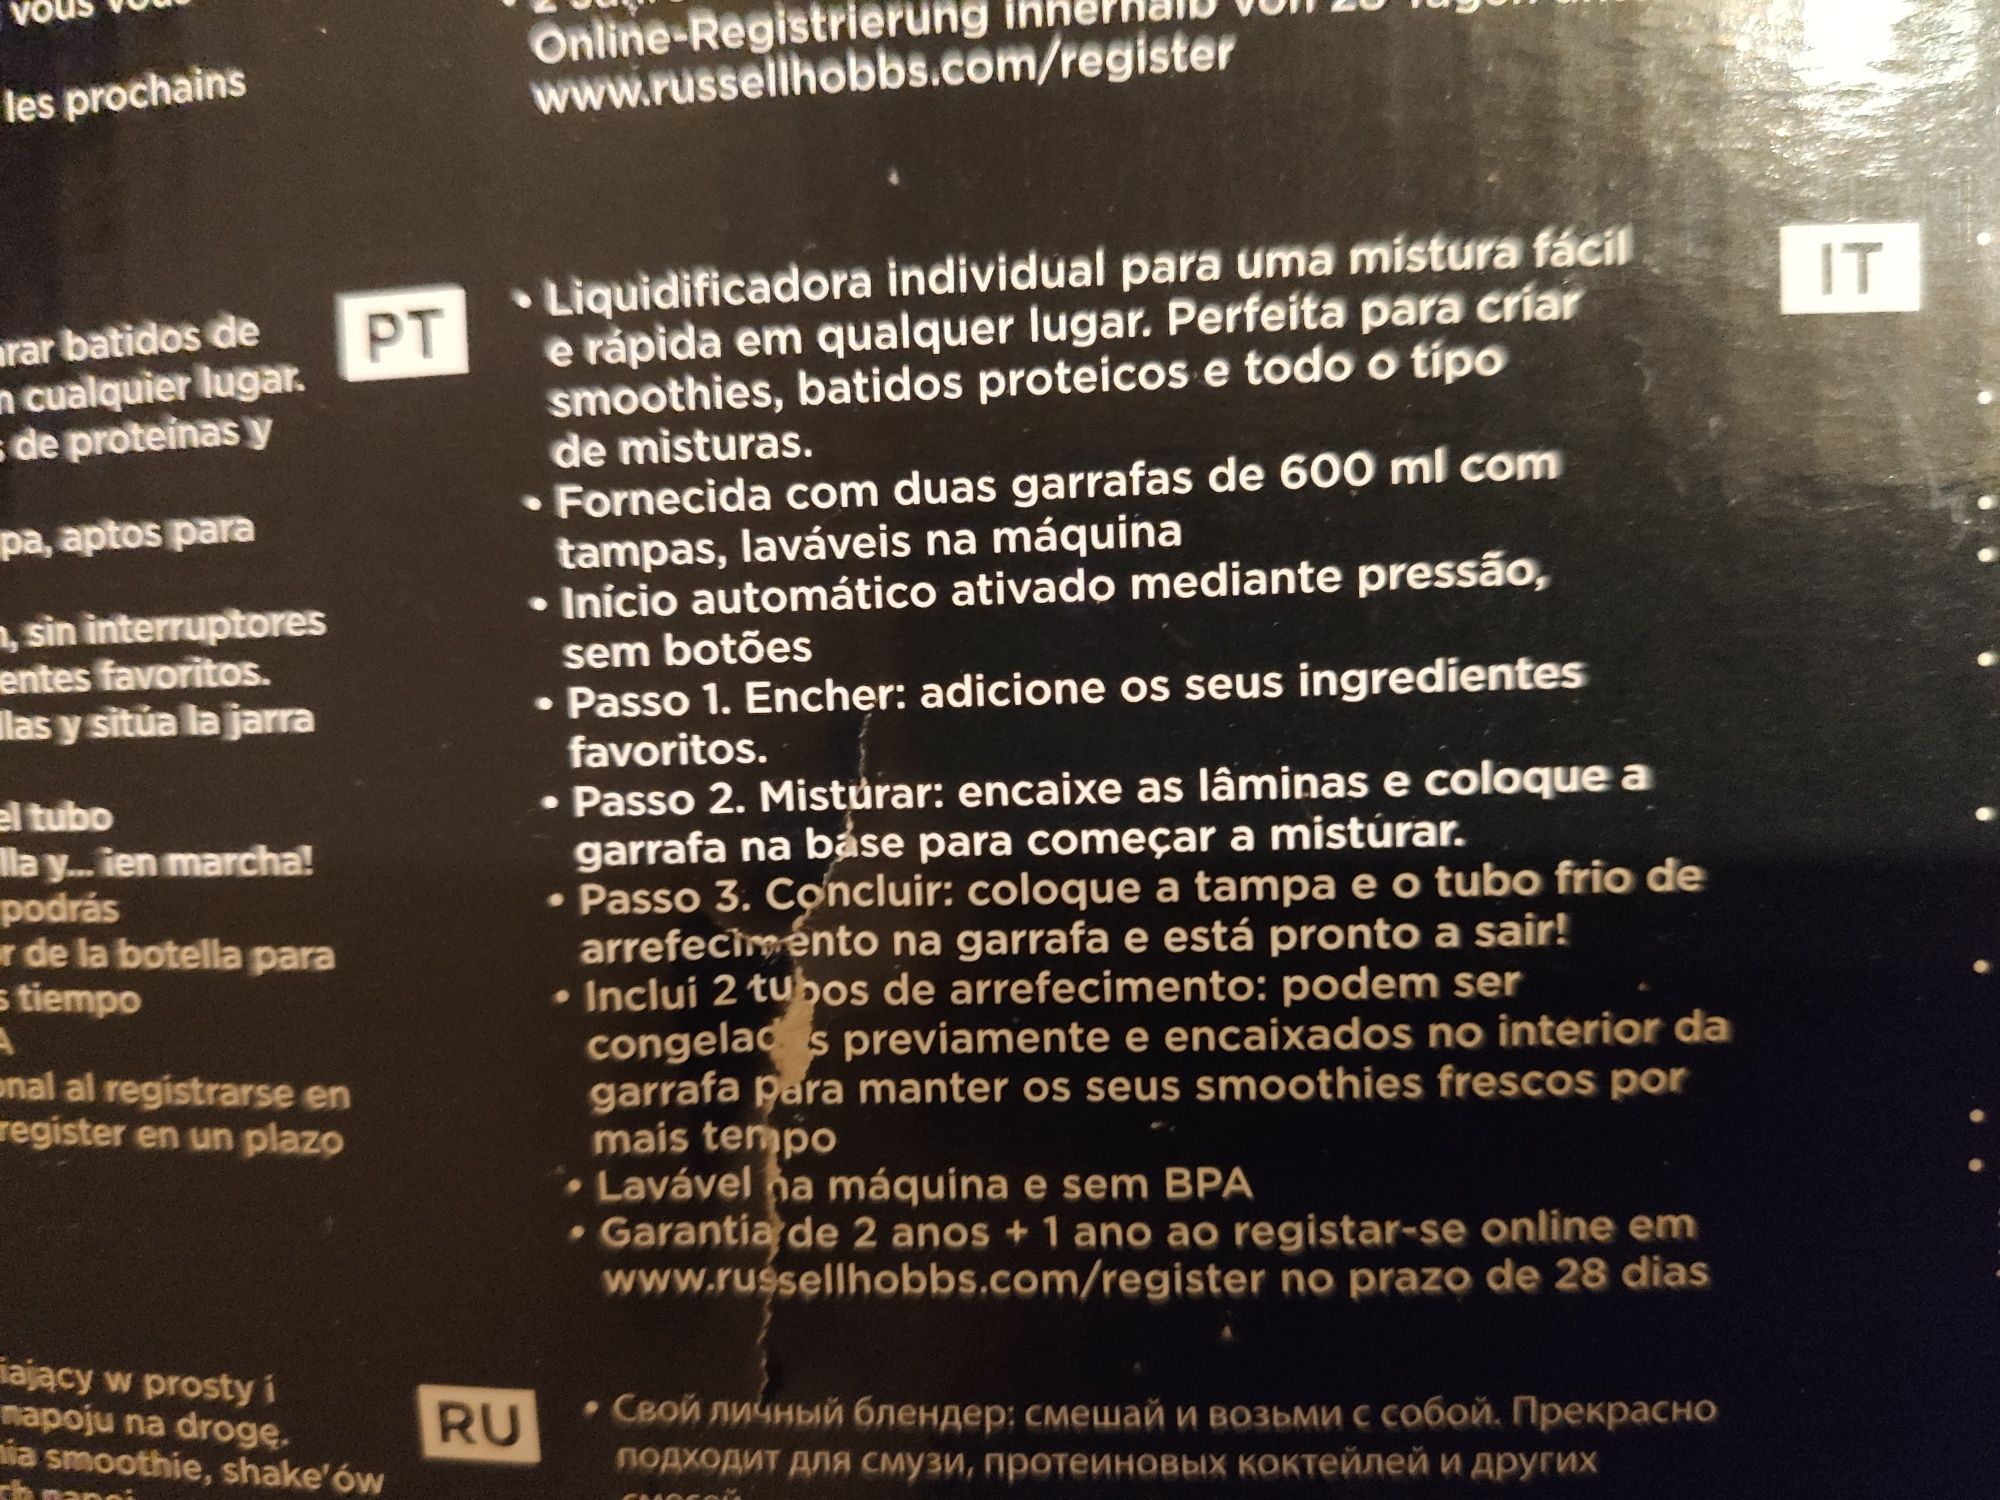 vous
les prochains
Online-Registrierung innerhalb von 28 Tagen
www.russellhobbs.com/register
batidos de
cualquier lugar.
de proteínas y
aptos para
sin interruptores
favoritos.
y sitúa la jarra
tubo
y... ¡en marcha!
podrás
de la botella para
tiempo
al registrarse en
register en un plazo
PT
• Liquidificadora individual para uma mistura fácil
e rápida em qualquer lugar. Perfeita para criar
smoothies, batidos proteicos e todo o tipo
de misturas.
• Fornecida com duas garrafas de 600 ml com
tampas, laváveis na máquina
• Início automático ativado mediante pressão,
sem botões
• Passo 1. Encher: adicione os seus ingredientes
favoritos.
• Passo 2. Misturar: encaixe as lâminas e coloque a
garrafa na base para começar a misturar.
• Passo 3. Concluir: coloque a tampa e o tubo frio de
arrefecimento na garrafa e está pronto a sair!
• Inclui 2 tubos de arrefecimento: podem ser
congelados previamente e encaixados no interior da
garrafa para manter os seus smoothies frescos por
mais tempo
• Lavável na máquina e sem BPA
• Garantia de 2 anos + 1 ano ao registar-se online em
www.russellhobbs.com/register no prazo de 28 dias
IT
w prosty i
napoju na drogę.
smoothie, shake'ów
RU
• Свой личный блендер: смешай и возьми с собой. Прекрасно
подходит для смузи, протеиновых коктейлей и других